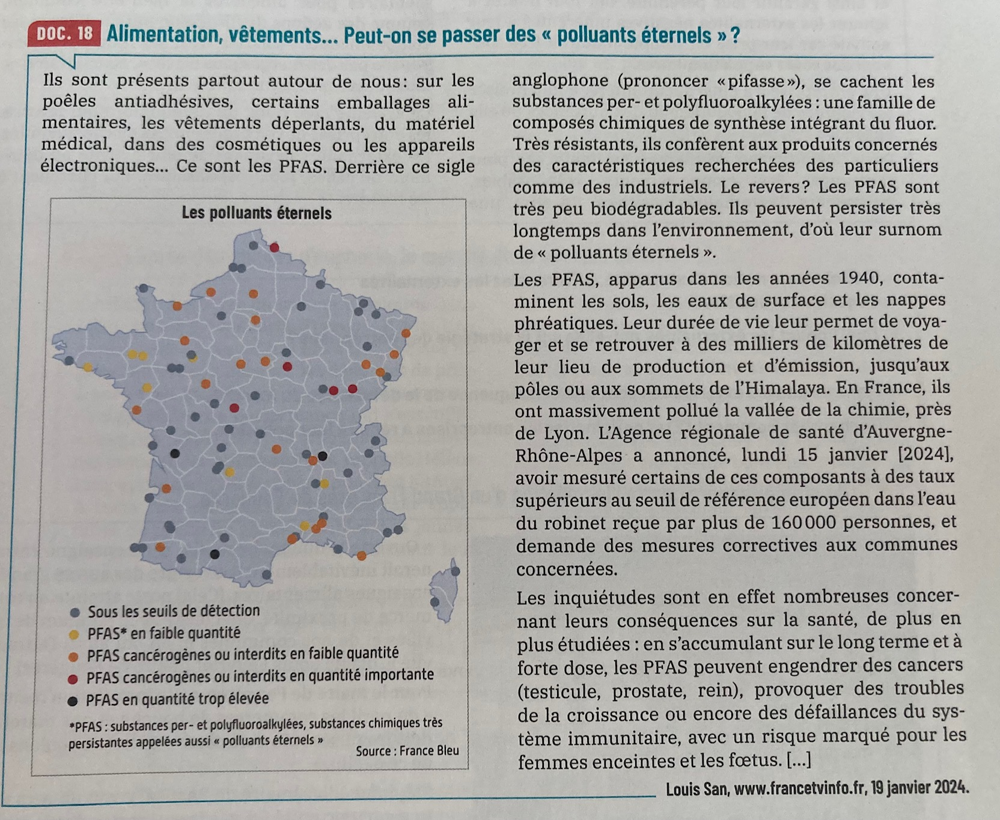 DOC. 18 Alimentation, vêtements... Peut-on se passer des « polluants éternels » ?
Ils sont présents partout autour de nous : sur les
poêles antiadhésives, certains emballages ali-
mentaires, les vêtements déperlants, du matériel
médical, dans des cosmétiques ou les appareils
électroniques... Ce sont les PFAS. Derrière ce sigle
Les polluants éternels
Sous les seuils de détection
PFAS* en faible quantité
PFAS cancérogènes ou interdits en faible quantité
PFAS cancérogènes ou interdits en quantité importante
PFAS en quantité trop élevée
*PFAS : substances per- et polyfluoroalkylées, substances chimiques très
persistantes appelées aussi « polluants éternels »
Source : France Bleu
anglophone (prononcer « pifasse »), se cachent les
substances per- et polyfluoroalkylées : une famille de
composés chimiques de synthèse intégrant du fluor.
Très résistants, ils confèrent aux produits concernés
des caractéristiques recherchées des particuliers
comme des industriels. Le revers ? Les PFAS sont
très peu biodégradables. Ils peuvent persister très
longtemps dans l'environnement, d'où leur surnom
de « polluants éternels ».
Les PFAS, apparus dans les années 1940, conta-
minent les sols, les eaux de surface et les nappes
phréatiques. Leur durée de vie leur permet de voya-
ger et se retrouver à des milliers de kilomètres de
leur lieu de production et d'émission, jusqu'aux
pôles ou aux sommets de l'Himalaya. En France, ils
ont massivement pollué la vallée de la chimie, près
de Lyon. L'Agence régionale de santé d'Auvergne-
Rhône-Alpes a annoncé, lundi 15 janvier [2024],
avoir mesuré certains de ces composants à des taux
supérieurs au seuil de référence européen dans l'eau
du robinet reçue par plus de 160 000 personnes, et
demande des mesures correctives aux communes
concernées.
Les inquiétudes sont en effet nombreuses concer-
nant leurs conséquences sur la santé, de plus en
plus étudiées : en s'accumulant sur le long terme et à
forte dose, les PFAS peuvent engendrer des cancers
(testicule, prostate, rein), provoquer des troubles
de la croissance ou encore des défaillances du sys-
tème immunitaire, avec un risque marqué pour les
femmes enceintes et les fœtus. [...]
Louis San, www.francetvinfo.fr, 19 janvier 2024.